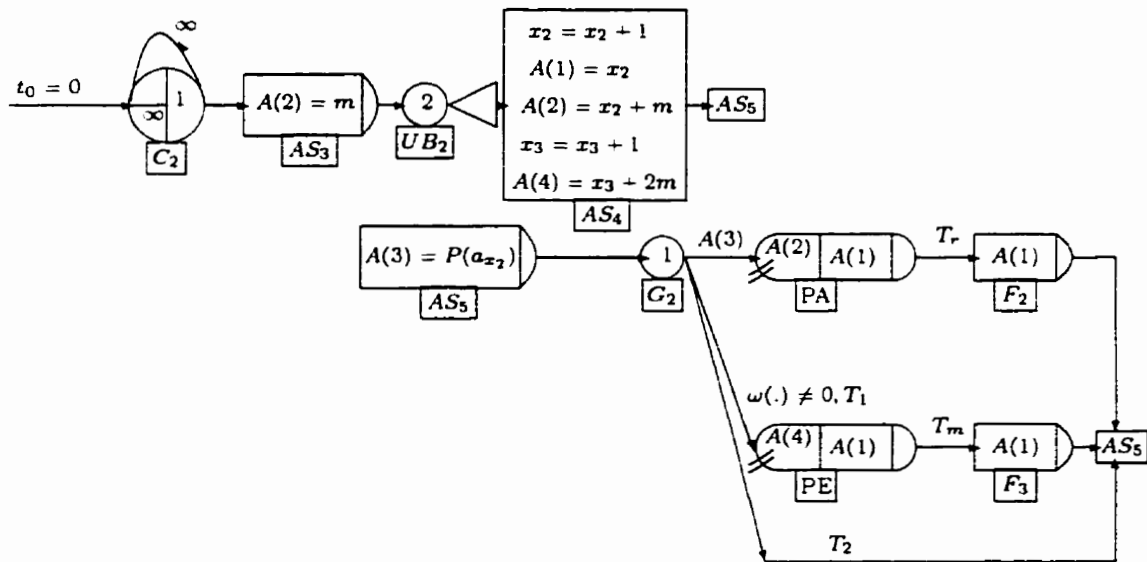 ∞
t₀ = 0
∞ 1
C₂
A(2) = m
AS₃
2
UB₂
x₂ = x₂ + 1
A(1) = x₂
A(2) = x₂ + m
x₃ = x₃ + 1
A(4) = x₃ + 2m
AS₄
AS₅
A(3) = P(a_{x₂})
AS₅
1
G₂
A(3)
A(2) A(1)
PA
T_r
A(1)
F₂
ω(.) ≠ 0, T₁
A(4) A(1)
PE
T_m
A(1)
F₃
AS₅
T₂